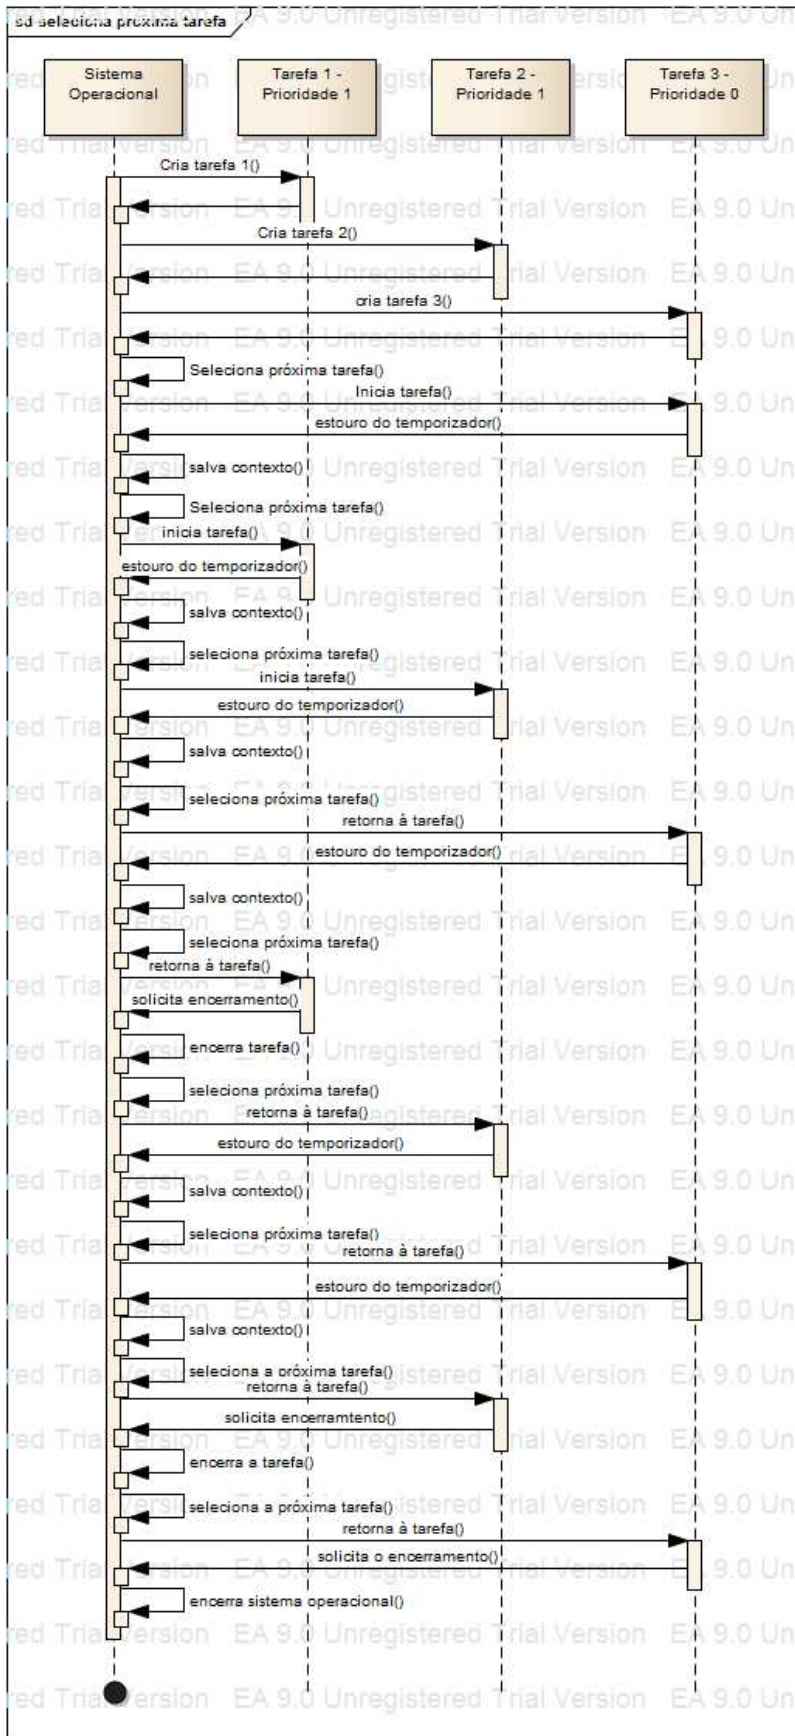 sd seleciona próxima tarefa
Sistema
Operacional
Tarefa 1 -
Prioridade 1
Tarefa 2 -
Prioridade 1
Tarefa 3 -
Prioridade 0
Cria tarefa 1()
Cria tarefa 2()
cria tarefa 3()
Seleciona próxima tarefa()
Inicia tarefa()
estouro do temporizador()
salva contexto()
Seleciona próxima tarefa()
inicia tarefa()
estouro do temporizador()
salva contexto()
seleciona próxima tarefa()
inicia tarefa()
estouro do temporizador()
salva contexto()
seleciona próxima tarefa()
retorna à tarefa()
estouro do temporizador()
salva contexto()
seleciona próxima tarefa()
retorna à tarefa()
solicita encerramento()
encerra tarefa()
seleciona próxima tarefa()
retorna à tarefa()
estouro do temporizador()
salva contexto()
seleciona próxima tarefa()
retorna à tarefa()
estouro do temporizador()
salva contexto()
seleciona a próxima tarefa()
retorna à tarefa()
solicita encerramtento()
encerra a tarefa()
seleciona a próxima tarefa()
retorna à tarefa()
solicita o encerramento()
encerra sistema operacional()